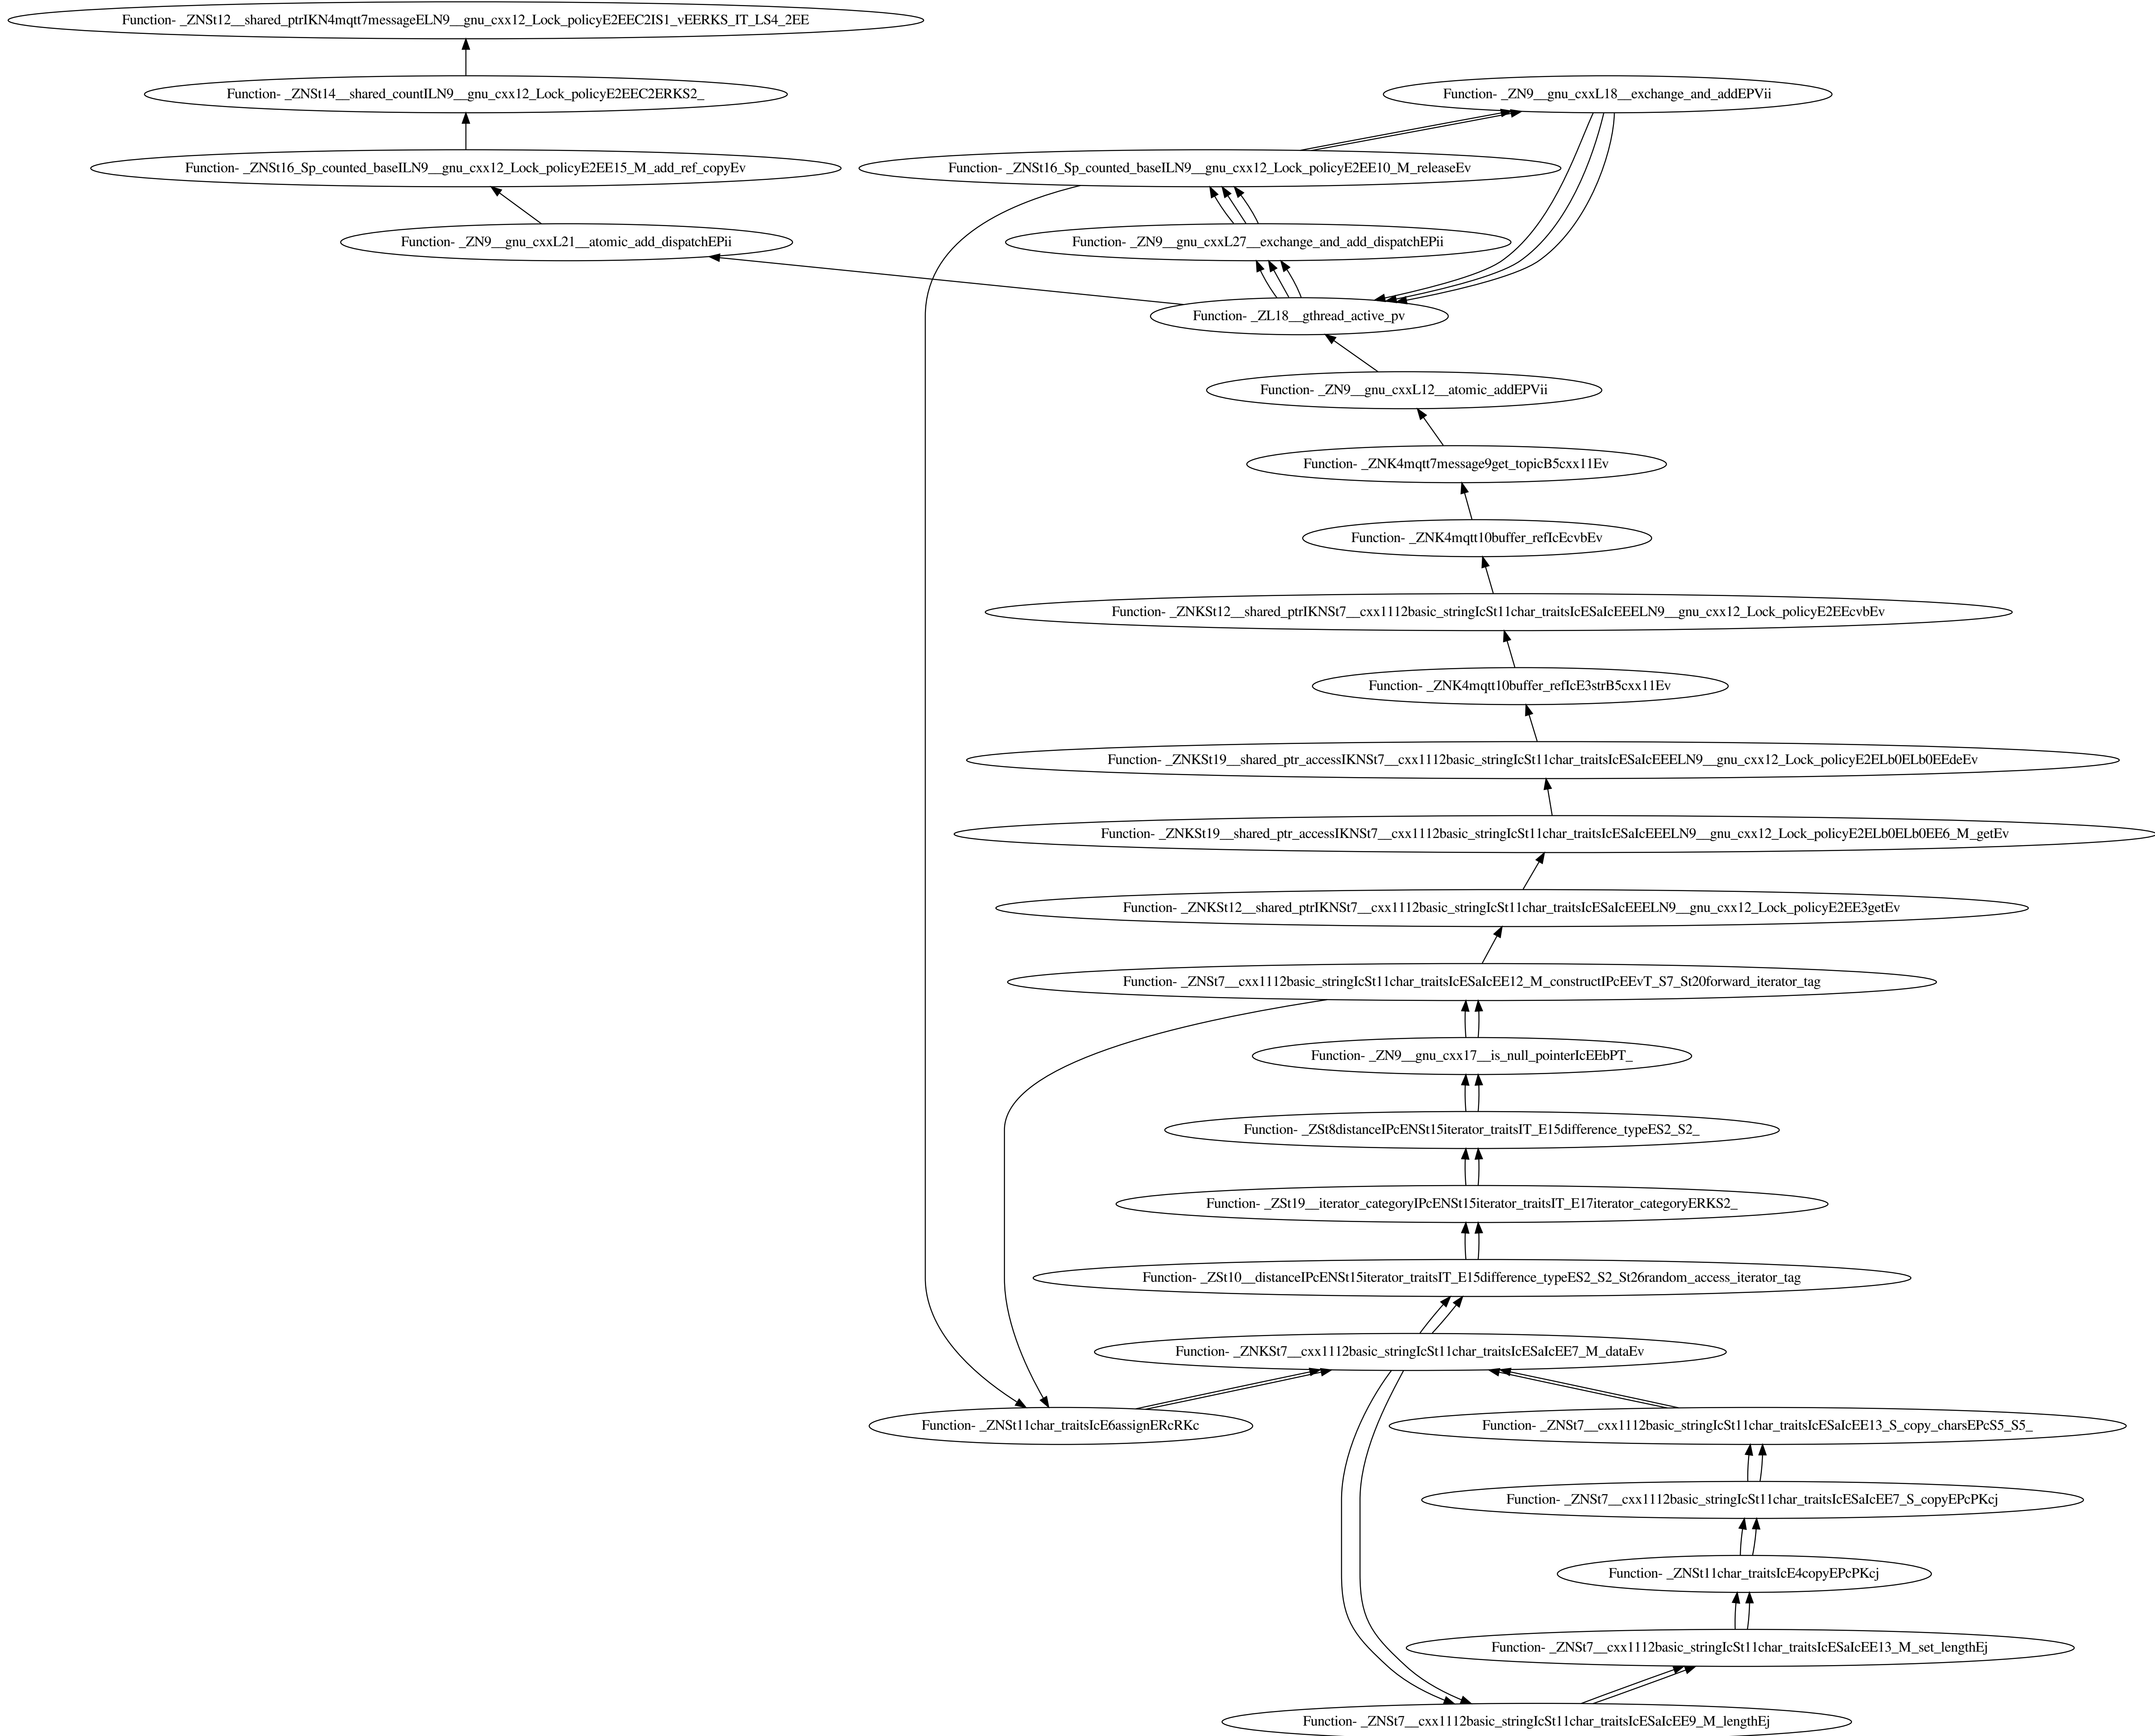 Function- _ZNSt12__shared_ptrIKN4mqtt7messageELN9__gnu_cxx12_Lock_policyE2EEC2IS1_vEERKS_IT_LS4_2EE
Function- _ZNSt14__shared_countILN9__gnu_cxx12_Lock_policyE2EEC2ERKS2_
Function- _ZN9__gnu_cxxL18__exchange_and_addEPVii
Function- _ZNSt16_Sp_counted_baseILN9__gnu_cxx12_Lock_policyE2EE15_M_add_ref_copyEv
Function- _ZNSt16_Sp_counted_baseILN9__gnu_cxx12_Lock_policyE2EE10_M_releaseEv
Function- _ZN9__gnu_cxxL21__atomic_add_dispatchEPii
Function- _ZN9__gnu_cxxL27__exchange_and_add_dispatchEPii
Function- _ZL18__gthread_active_pv
Function- _ZN9__gnu_cxxL12__atomic_addEPVii
Function- _ZNK4mqtt7message9get_topicB5cxx11Ev
Function- _ZNK4mqtt10buffer_refIcEcvbEv
Function- _ZNKSt12__shared_ptrIKNSt7__cxx1112basic_stringIcSt11char_traitsIcESaIcEEELN9__gnu_cxx12_Lock_policyE2EEcvbEv
Function- _ZNK4mqtt10buffer_refIcE3strB5cxx11Ev
Function- _ZNKSt19__shared_ptr_accessIKNSt7__cxx1112basic_stringIcSt11char_traitsIcESaIcEEELN9__gnu_cxx12_Lock_policyE2ELb0ELb0EEdeEv
Function- _ZNKSt19__shared_ptr_accessIKNSt7__cxx1112basic_stringIcSt11char_traitsIcESaIcEEELN9__gnu_cxx12_Lock_policyE2ELb0ELb0EE6_M_getEv
Function- _ZNKSt12__shared_ptrIKNSt7__cxx1112basic_stringIcSt11char_traitsIcESaIcEEELN9__gnu_cxx12_Lock_policyE2EE3getEv
Function- _ZNSt7__cxx1112basic_stringIcSt11char_traitsIcESaIcEE12_M_constructIPcEEvT_S7_St20forward_iterator_tag
Function- _ZN9__gnu_cxx17__is_null_pointerIcEEbPT_
Function- _ZSt8distanceIPcENSt15iterator_traitsIT_E15difference_typeES2_S2_
Function- _ZSt19__iterator_categoryIPcENSt15iterator_traitsIT_E17iterator_categoryERKS2_
Function- _ZSt10__distanceIPcENSt15iterator_traitsIT_E15difference_typeES2_S2_St26random_access_iterator_tag
Function- _ZNKSt7__cxx1112basic_stringIcSt11char_traitsIcESaIcEE7_M_dataEv
Function- _ZNSt11char_traitsIcE6assignERcRKc
Function- _ZNSt7__cxx1112basic_stringIcSt11char_traitsIcESaIcEE13_S_copy_charsEPcS5_S5_
Function- _ZNSt7__cxx1112basic_stringIcSt11char_traitsIcESaIcEE7_S_copyEPcPKcj
Function- _ZNSt11char_traitsIcE4copyEPcPKcj
Function- _ZNSt7__cxx1112basic_stringIcSt11char_traitsIcESaIcEE13_M_set_lengthEj
Function- _ZNSt7__cxx1112basic_stringIcSt11char_traitsIcESaIcEE9_M_lengthEj